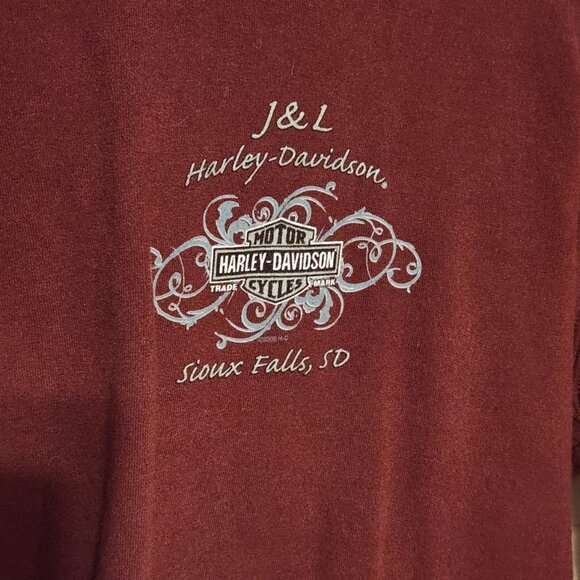 J&L
Harley-Davidson®
MOTOR
HARLEY-DAVIDSON
CYCLES
TRADE MARK
Sioux Falls, SD